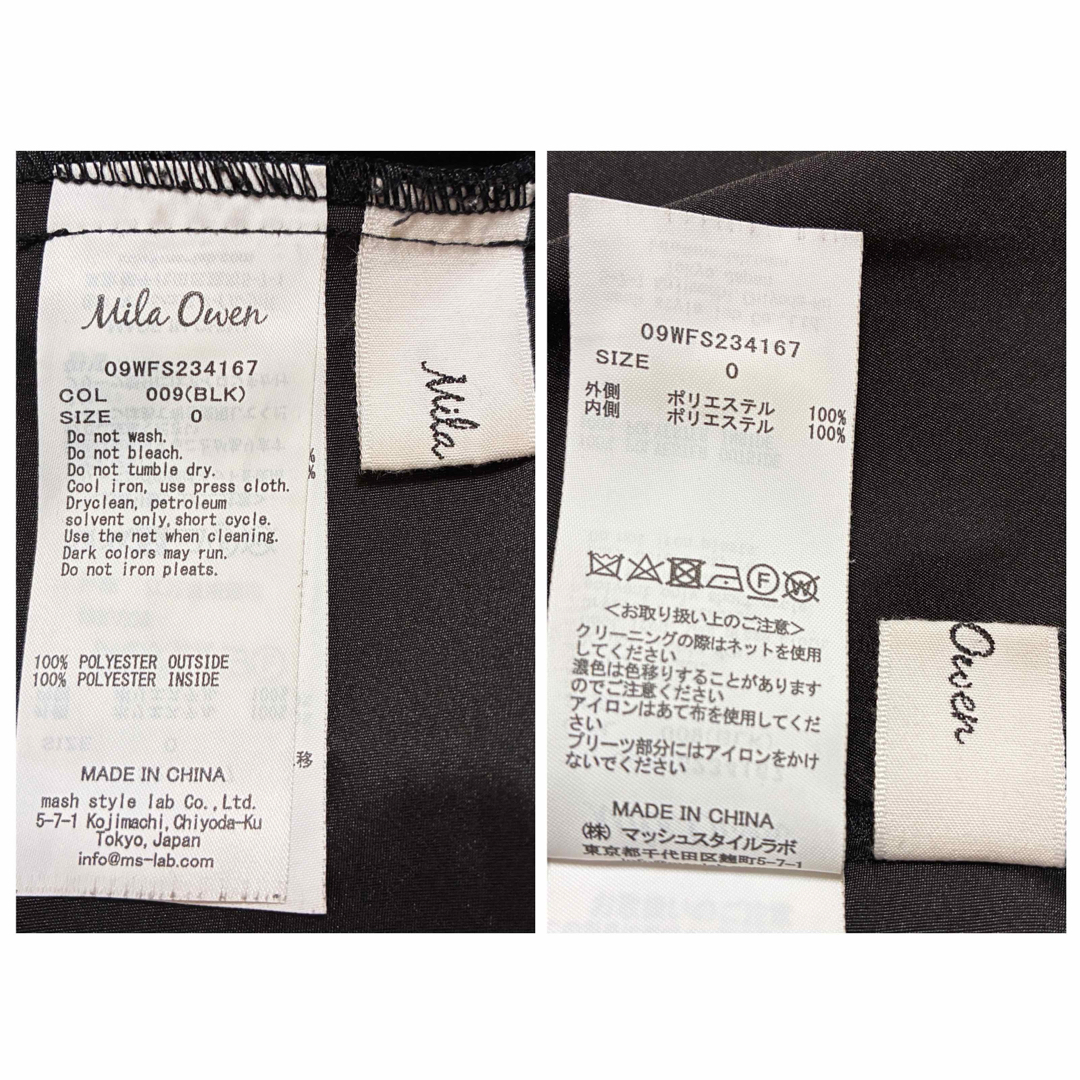 Mila Owen
09WFS234167
COL 009(BLK)
SIZE 0
Do not wash.
Do not bleach.
Do not tumble dry.
Cool iron, use press cloth.
Dryclean, petroleum
solvent only, short cycle.
Use the net when cleaning.
Dark colors may run.
Do not iron pleats.
100% POLYESTER OUTSIDE
100% POLYESTER INSIDE
MADE IN CHINA
mash style lab Co.,Ltd.
5-7-1 Kojimachi,Chiyoda-Ku
Tokyo,Japan
info@ms-lab.com
%
%
移
Mila
09WFS234167
SIZE 0
外側 ポリエステル 100%
内側 ポリエステル 100%
F
W
<お取り扱い上のご注意>
クリーニングの際はネットを使用
してください
濃色は色移りすることがあります
のでご注意ください
アイロンはあて布を使用してくだ
さい
プリーツ部分にはアイロンをかけ
ないでください
MADE IN CHINA
(株) マッシュスタイルラボ
東京都千代田区麹町5-7-1
Owen